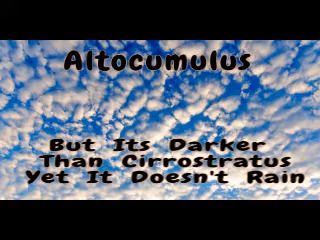 Altocumulus
But Its Darker
Than Cirrostratus
Yet It Doesn't Rain